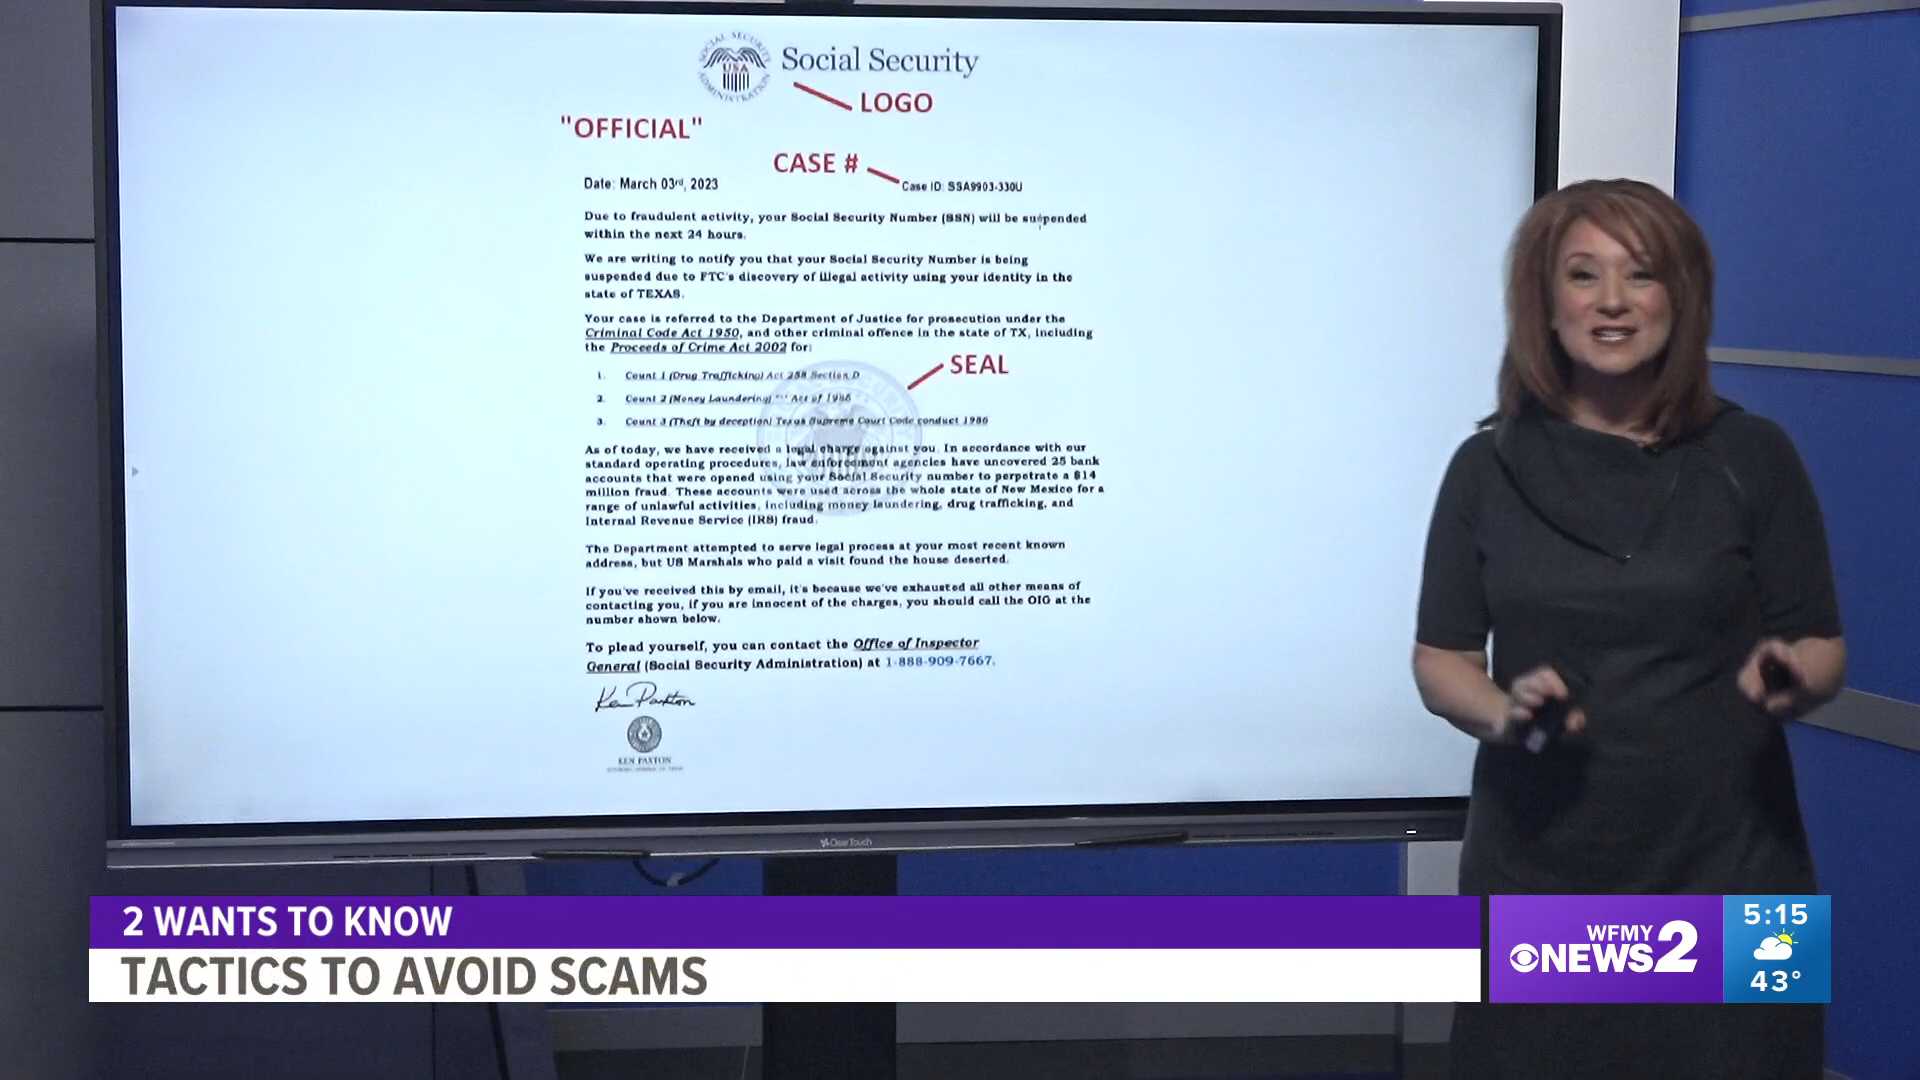 SOCIAL SECURITY ADMINISTRATION
USA
Social Security
LOGO
"OFFICIAL"
CASE #
Date: March 03rd, 2023
Case ID: SSA9903-330U
Due to fraudulent activity, your Social Security Number (SSN) will be suspended
within the next 24 hours.
We are writing to notify you that your Social Security Number is being
suspended due to FTC's discovery of illegal activity using your identity in the
state of TEXAS.
Your case is referred to the Department of Justice for prosecution under the
Criminal Code Act 1950, and other criminal offence in the state of TX, including
the Proceeds of Crime Act 2002 for:
SEAL
1. Count 1 (Drug Trafficking) Act 258 Section D
2. Count 2 (Money Laundering) Act of 1986
3. Count 3 (Theft by deception) Texas Supreme Court Code conduct 1986
As of today, we have received a legal charge against you. In accordance with our
standard operating procedures, law enforcement agencies have uncovered 25 bank
accounts that were opened using your Social Security number to perpetrate a $14
million fraud. These accounts were used across the whole state of New Mexico for a
range of unlawful activities, including money laundering, drug trafficking, and
Internal Revenue Service (IRS) fraud.
The Department attempted to serve legal process at your most recent known
address, but US Marshals who paid a visit found the house deserted.
If you've received this by email, it's because we've exhausted all other means of
contacting you, if you are innocent of the charges, you should call the OIG at the
number shown below.
To plead yourself, you can contact the Office of Inspector
General (Social Security Administration) at 1-888-909-7667.
Ken Paxton
KEN PAXTON
ClearTouch
2 WANTS TO KNOW
TACTICS TO AVOID SCAMS
WFMY
NEWS 2
5:15
43°